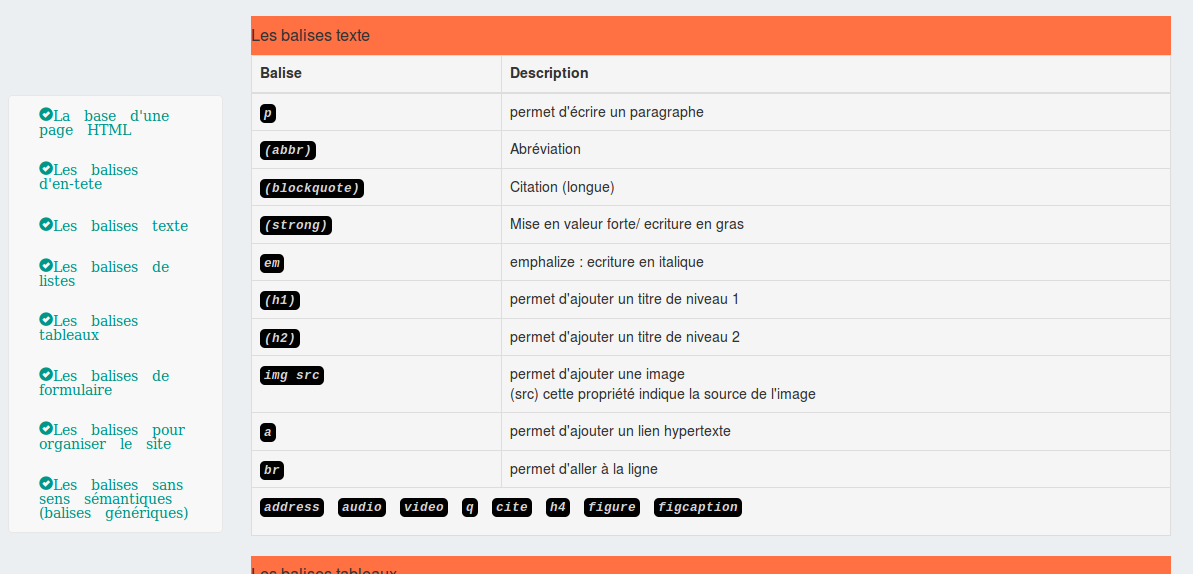 La base d'une
page HTML
Les balises
d'en-tete
Les balises texte
Les balises de
listes
Les balises
tableaux
Les balises de
formulaire
Les balises pour
organiser le site
Les balises sans
sens sémantiques
(balises génériques)
Les balises texte
Balise Description
p permet d'écrire un paragraphe
(abbr) Abréviation
(blockquote) Citation (longue)
(strong) Mise en valeur forte/ ecriture en gras
em emphalize : ecriture en italique
(h1) permet d'ajouter un titre de niveau 1
(h2) permet d'ajouter un titre de niveau 2
img src permet d'ajouter une image
(src) cette propriété indique la source de l'image
a permet d'ajouter un lien hypertexte
br permet d'aller à la ligne
address audio video q cite h4 figure figcaption
Les balises tableaux